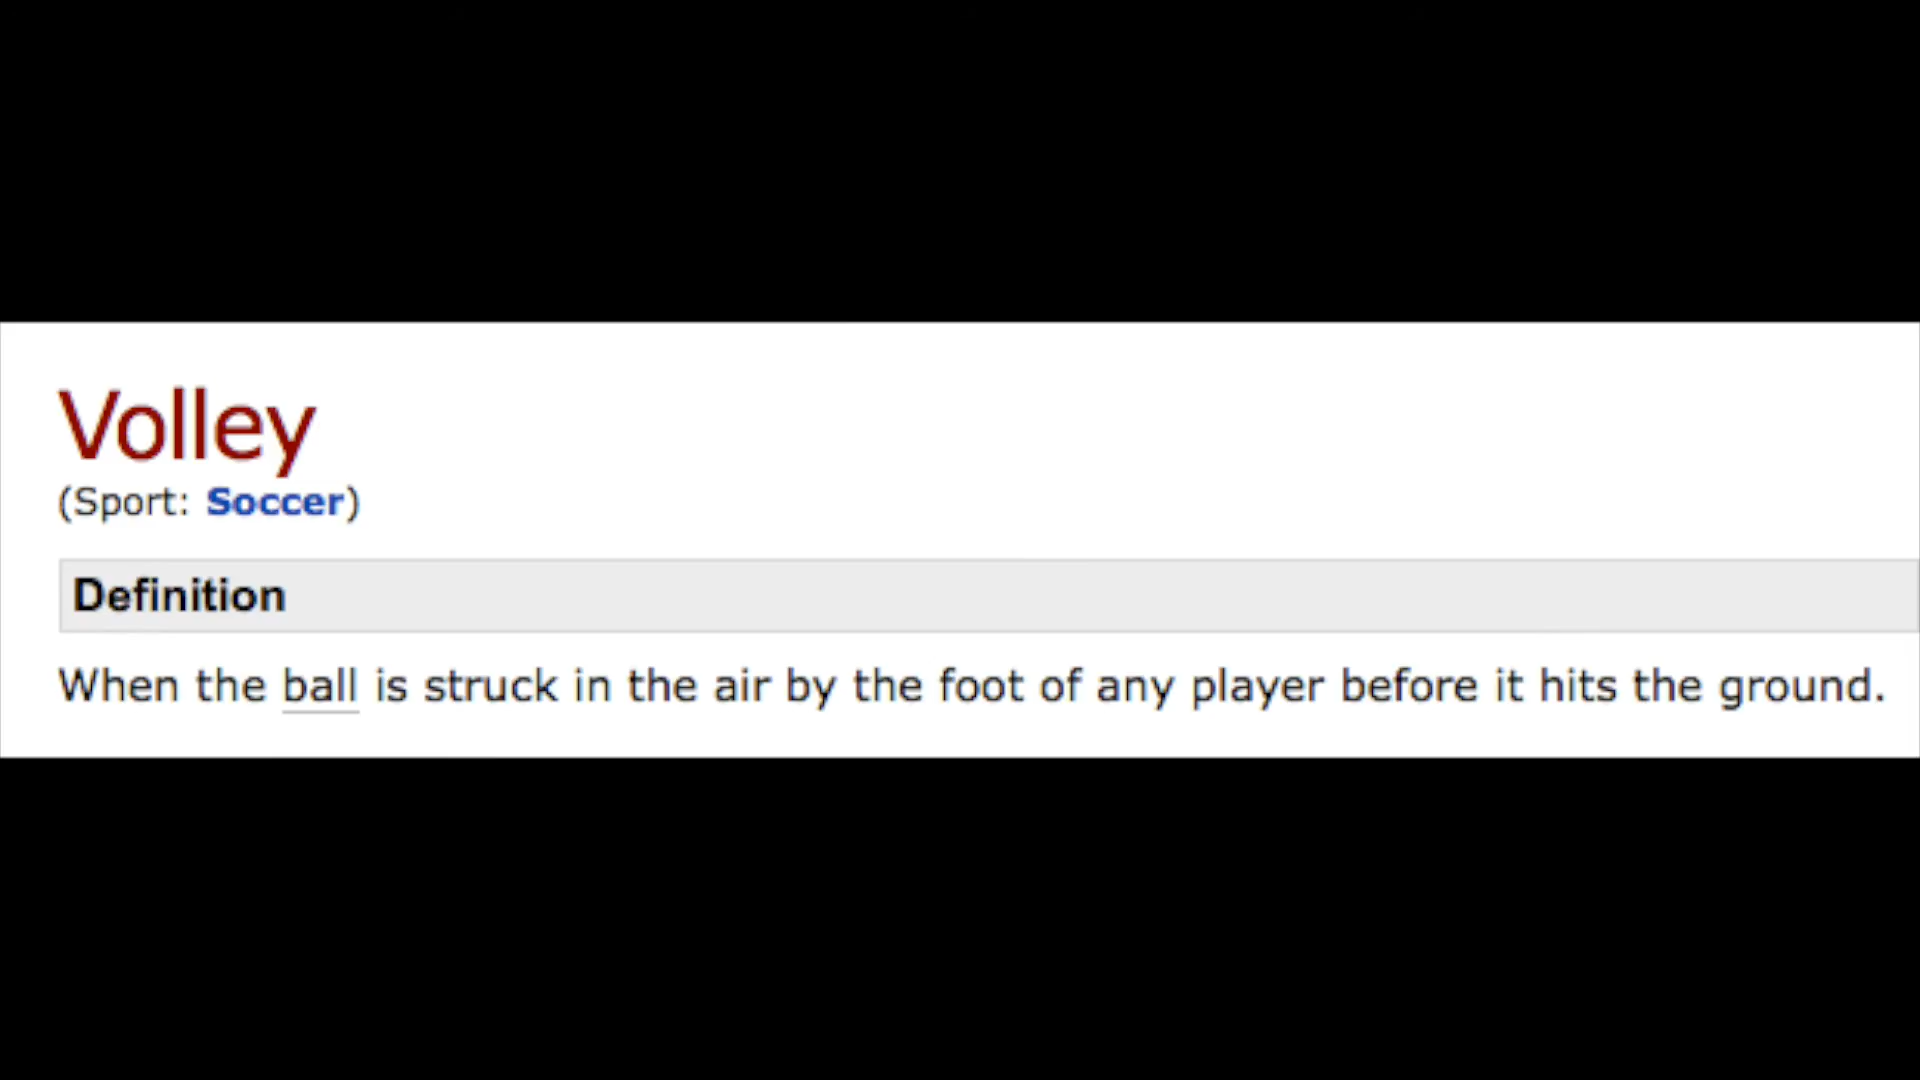 Volley
(Sport: Soccer)
Definition
When the ball is struck in the air by the foot of any player before it hits the ground.